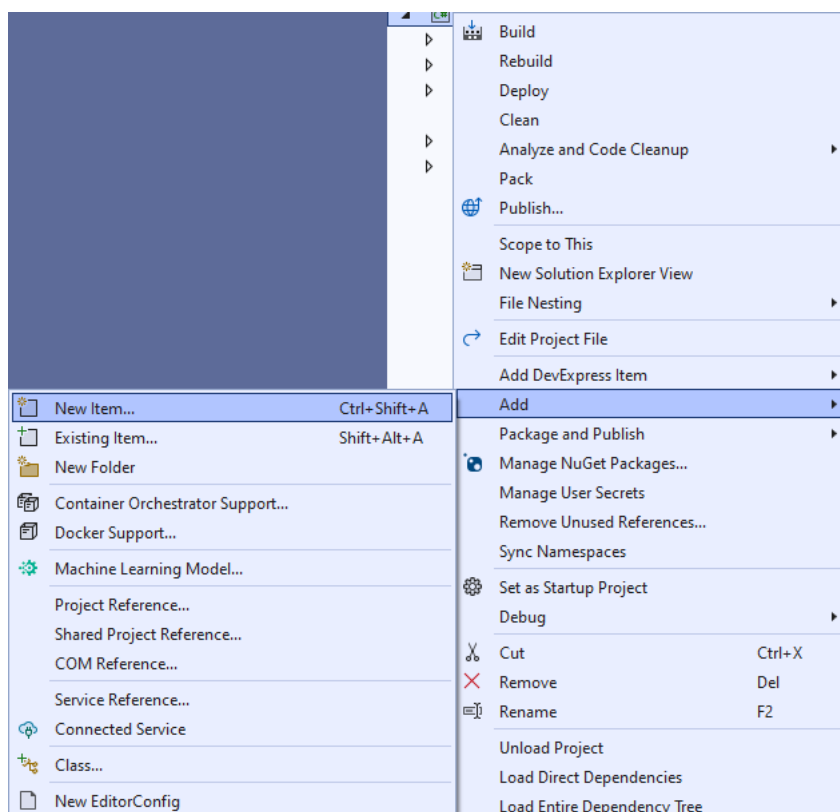 C#
Build
Rebuild
Deploy
Clean
Analyze and Code Cleanup
Pack
Publish...
Scope to This
New Solution Explorer View
File Nesting
Edit Project File
Add DevExpress Item
Add
Package and Publish
Manage NuGet Packages...
Manage User Secrets
Remove Unused References...
Sync Namespaces
Set as Startup Project
Debug
Cut Ctrl+X
Remove Del
Rename F2
Unload Project
Load Direct Dependencies
Load Entire Dependency Tree
New Item... Ctrl+Shift+A
Existing Item... Shift+Alt+A
New Folder
Container Orchestrator Support...
Docker Support...
Machine Learning Model...
Project Reference...
Shared Project Reference...
COM Reference...
Service Reference...
Connected Service
Class...
New EditorConfig